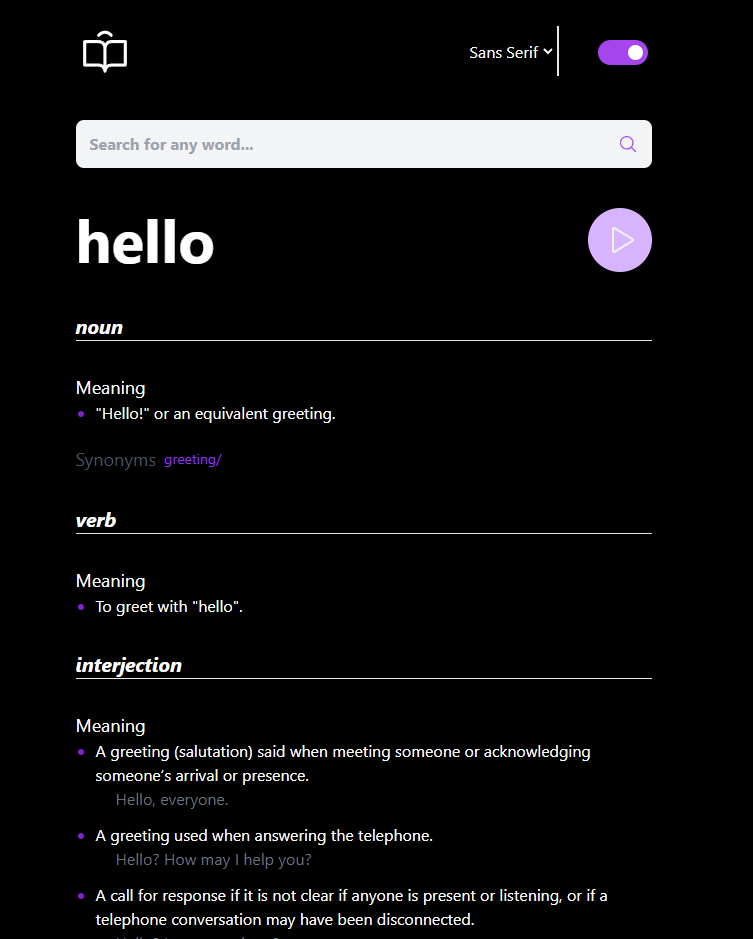 Sans Serif
Search for any word...
hello
noun
Meaning
"Hello!" or an equivalent greeting.
Synonyms greeting/
verb
Meaning
To greet with "hello".
interjection
Meaning
A greeting (salutation) said when meeting someone or acknowledging
someone’s arrival or presence.
Hello, everyone.
A greeting used when answering the telephone.
Hello? How may I help you?
A call for response if it is not clear if anyone is present or listening, or if a
telephone conversation may have been disconnected.